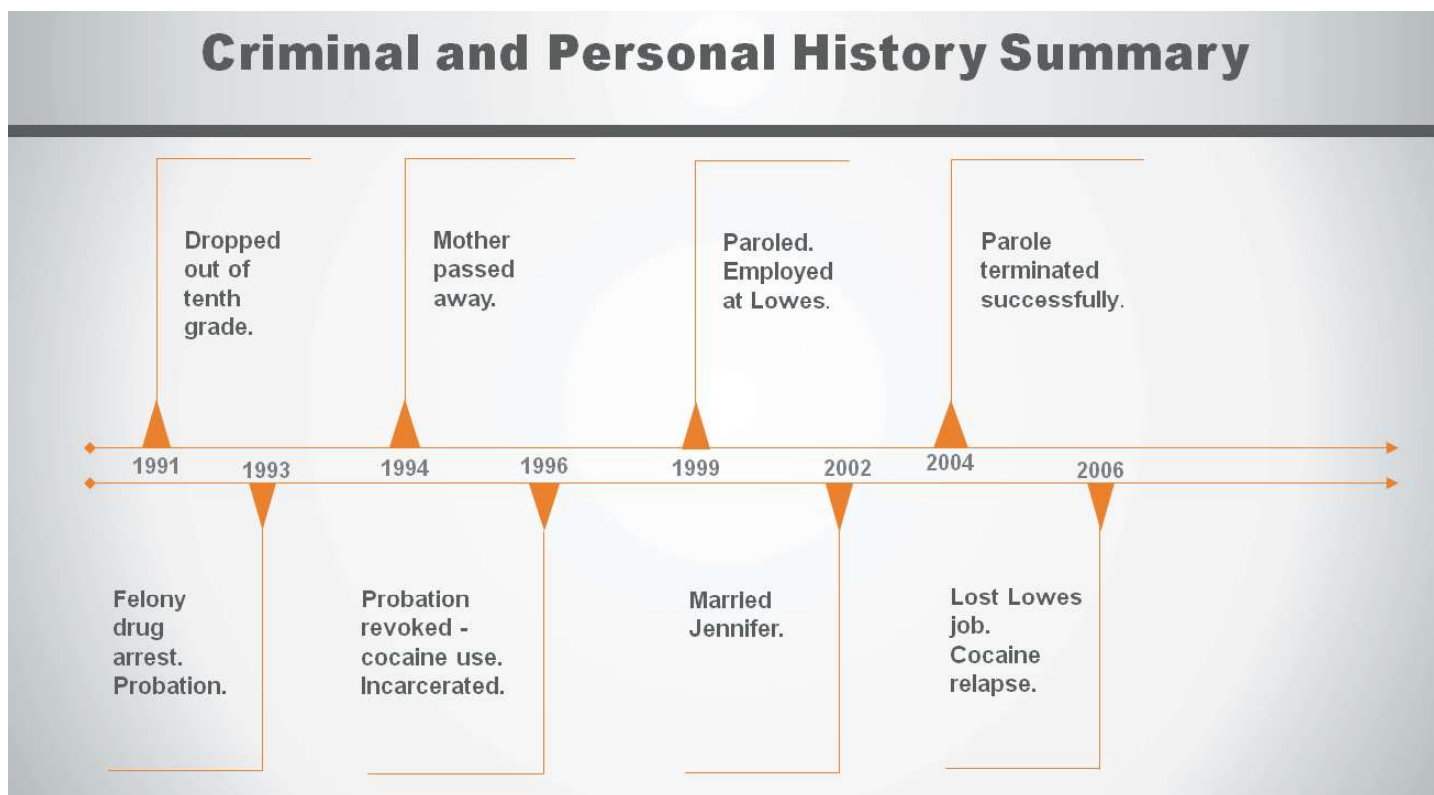 Criminal and Personal History Summary
Dropped
out of
tenth
grade.
Mother
passed
away.
Paroled.
Employed
at Lowes.
Parole
terminated
successfully.
1991
1993
1994
1996
1999
2002
2004
2006
Felony
drug
arrest.
Probation.
Probation
revoked -
cocaine use.
Incarcerated.
Married
Jennifer.
Lost Lowes
job.
Cocaine
relapse.